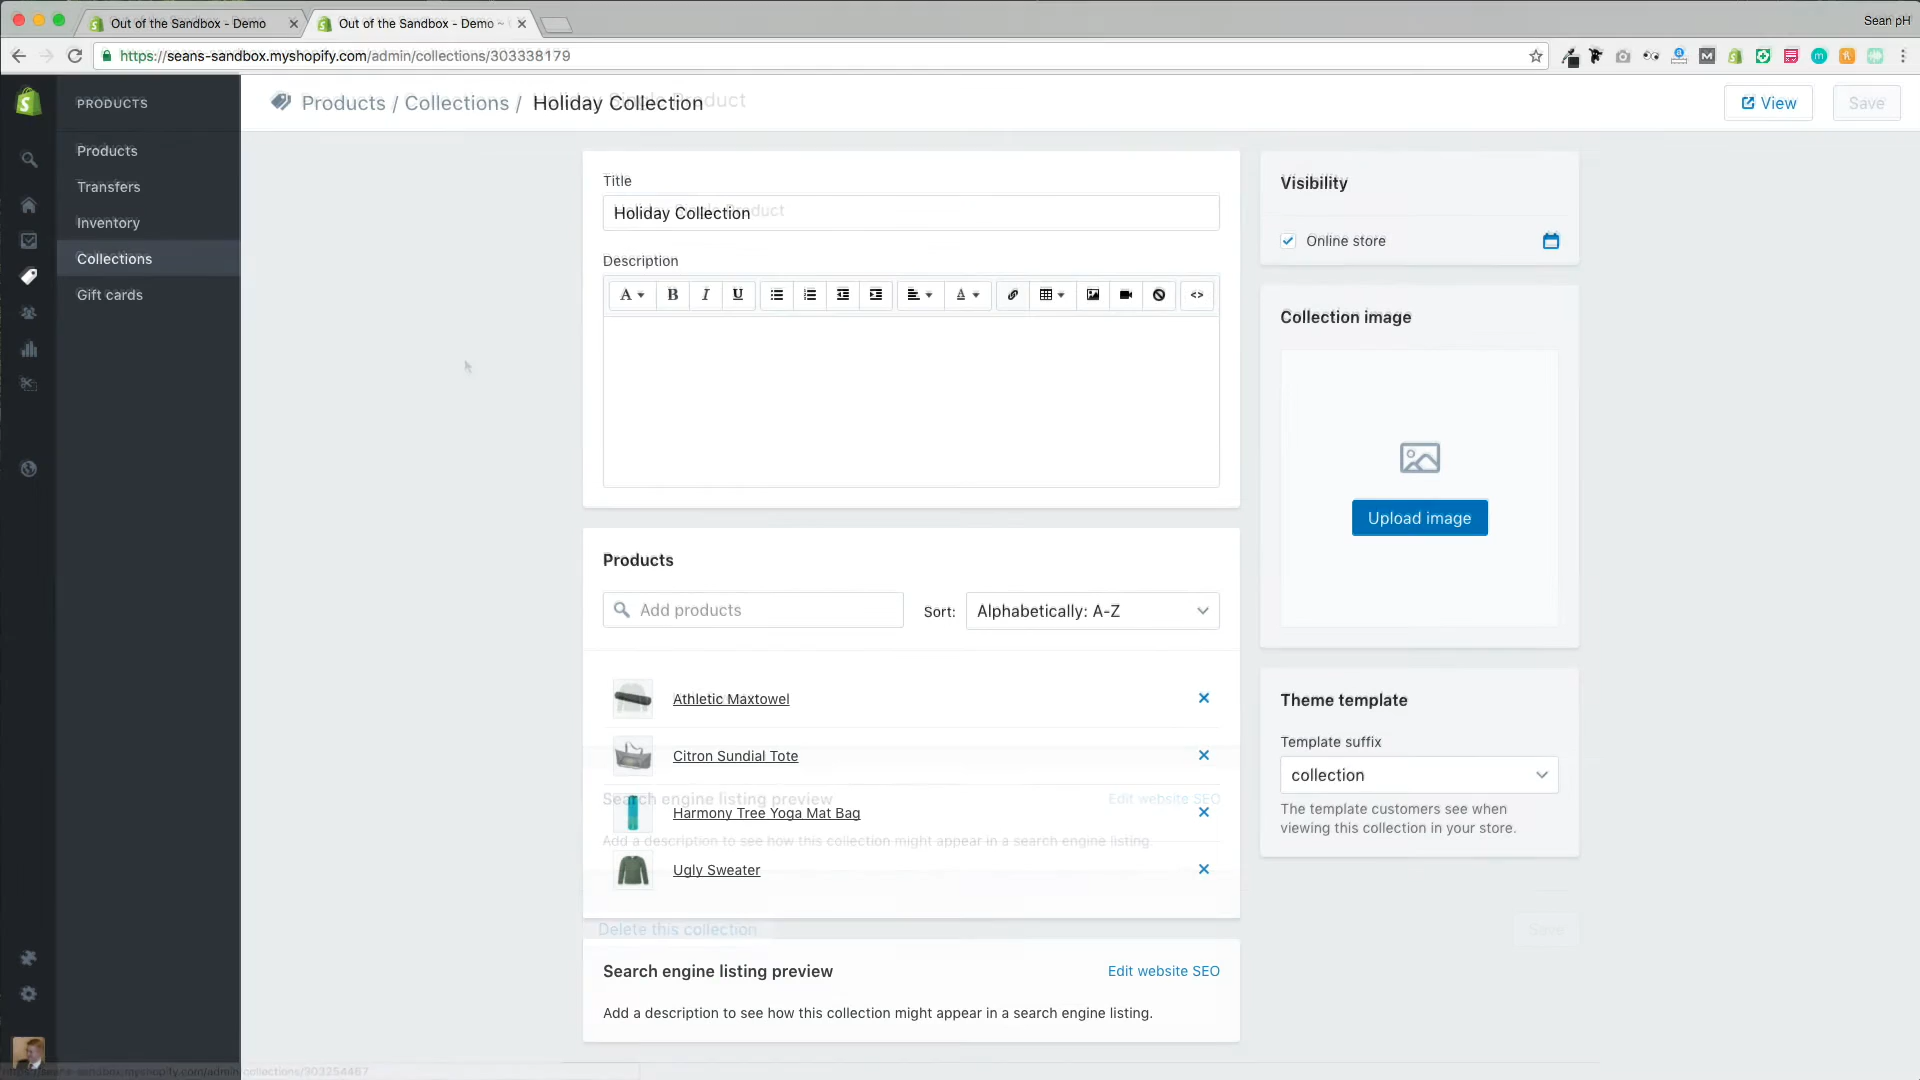 Out of the Sandbox - Demo
Out of the Sandbox - Demo ~
Sean pH
https://seans-sandbox.myshopify.com/admin/collections/303338179
PRODUCTS
Products / Collections / Holiday Collection
View
Save
Products
Transfers
Inventory
Collections
Gift cards
Title
Holiday Collection
Description
Visibility
Online store
Collection image
Upload image
Products
Add products
Sort:
Alphabetically: A-Z
Athletic Maxtowel
Citron Sundial Tote
Harmony Tree Yoga Mat Bag
Ugly Sweater
Theme template
Template suffix
collection
The template customers see when
viewing this collection in your store.
Search engine listing preview
Edit website SEO
Add a description to see how this collection might appear in a search engine listing
Delete this collection
Save
Search engine listing preview
Edit website SEO
Add a description to see how this collection might appear in a search engine listing.
https://seans-sandbox.myshopify.com/admin/collections/303254467